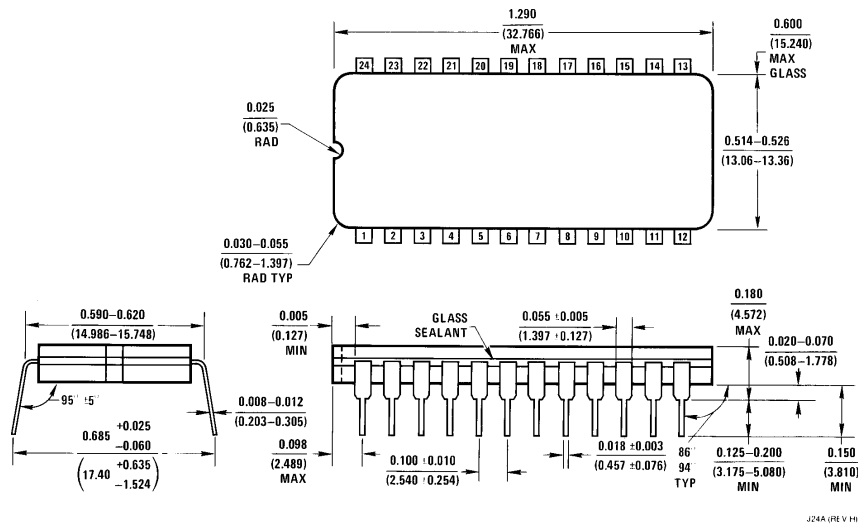 1.290
(32.766)
MAX
0.600
(15.240)
MAX
GLASS
24 23 22 21 20 19 18 17 16 15 14 13
0.025
(0.635)
RAD
0.514–0.526
(13.06–13.36)
0.030–0.055
(0.762–1.397)
RAD TYP
1 2 3 4 5 6 7 8 9 10 11 12
0.590–0.620
(14.986–15.748)
0.005
(0.127)
MIN
GLASS
SEALANT
0.055 ±0.005
(1.397 ±0.127)
0.180
(4.572)
MAX
0.020–0.070
(0.508–1.778)
95° ±5°
0.008–0.012
(0.203–0.305)
0.685 +0.025
–0.060
(17.40 +0.635
–1.524)
0.098
(2.489)
MAX
0.100 ±0.010
(2.540 ±0.254)
0.018 ±0.003
(0.457 ±0.076)
86°
94°
TYP
0.125–0.200
(3.175–5.080)
MIN
0.150
(3.810)
MIN
J24A (REV H)